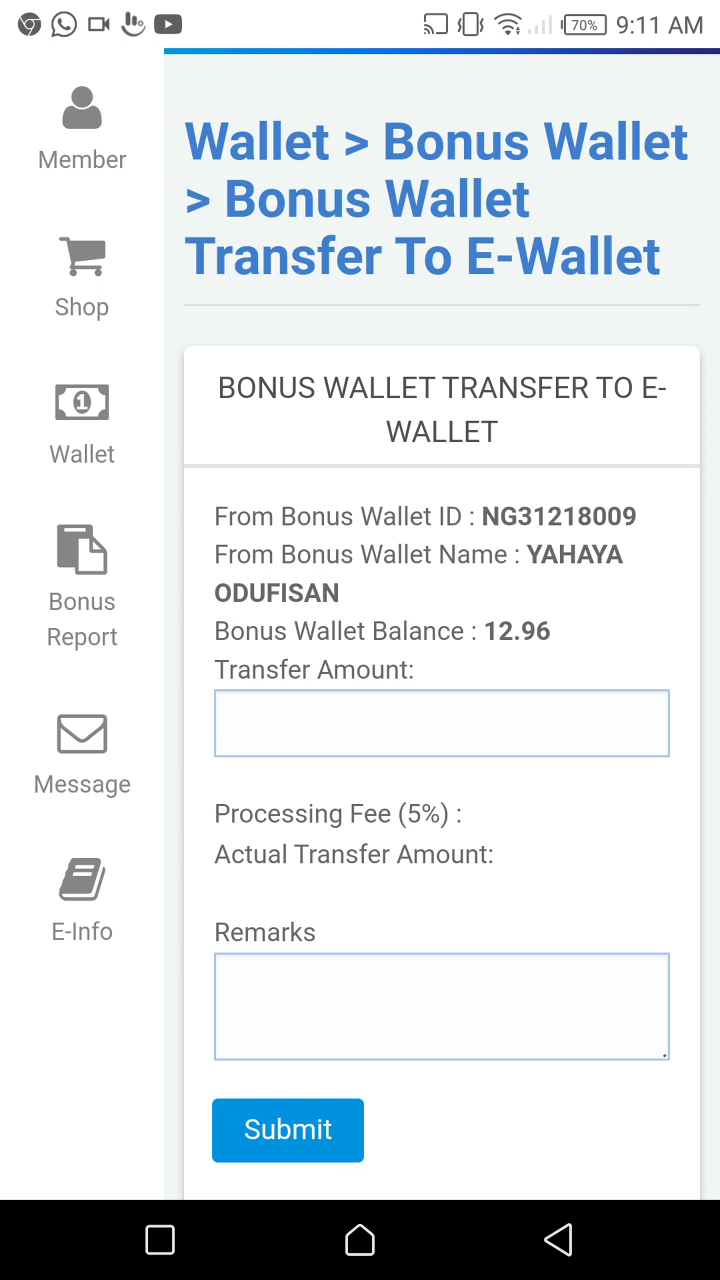 70%
9:11 AM
Member
Shop
1
Wallet
Bonus
Report
Message
E-Info
Wallet > Bonus Wallet
> Bonus Wallet
Transfer To E-Wallet
BONUS WALLET TRANSFER TO E-
WALLET
From Bonus Wallet ID : NG31218009
From Bonus Wallet Name : YAHAYA
ODUFISAN
Bonus Wallet Balance : 12.96
Transfer Amount:
Processing Fee (5%) :
Actual Transfer Amount:
Remarks
Submit